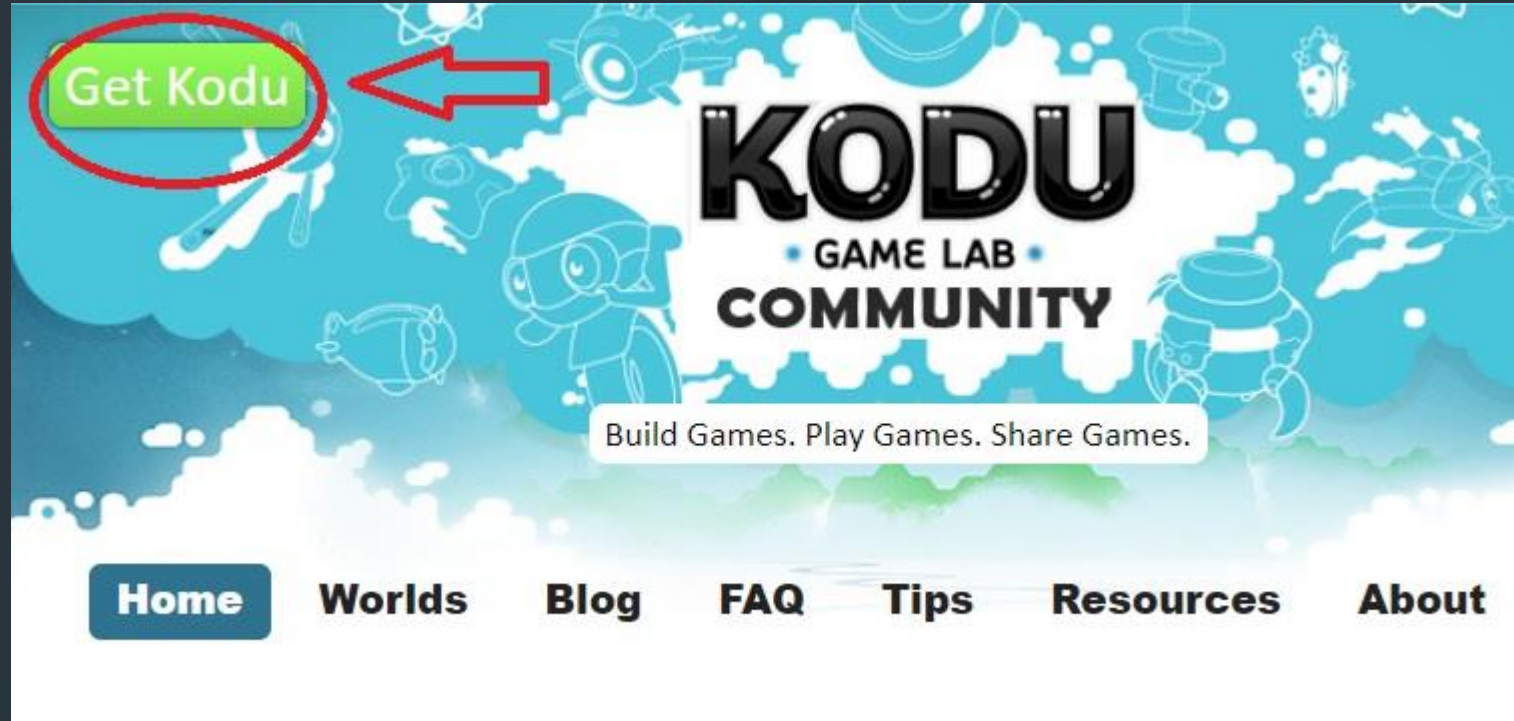 Get Kodu
KODU
GAME LAB
COMMUNITY
Build Games. Play Games. Share Games.
Home Worlds Blog FAQ Tips Resources About